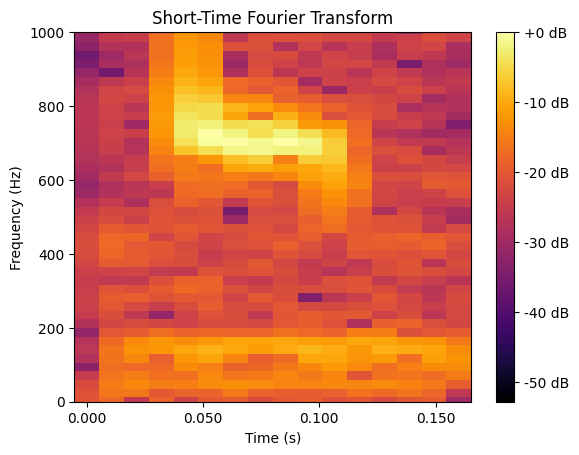 Short-Time Fourier Transform
1000
800
600
400
200
0
Frequency (Hz)
0.000
0.050
0.100
0.150
Time (s)
+0 dB
-10 dB
-20 dB
-30 dB
-40 dB
-50 dB